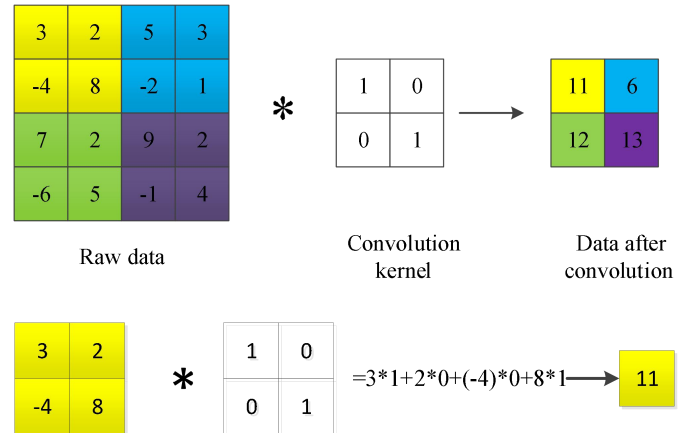 3 2 5 3
-4 8 -2 1
7 2 9 2
-6 5 -1 4
*
1 0
0 1
11 6
12 13
Raw data
Convolution
kernel
Data after
convolution
3 2
-4 8
*
1 0
0 1
=3*1+2*0+(-4)*0+8*1
11